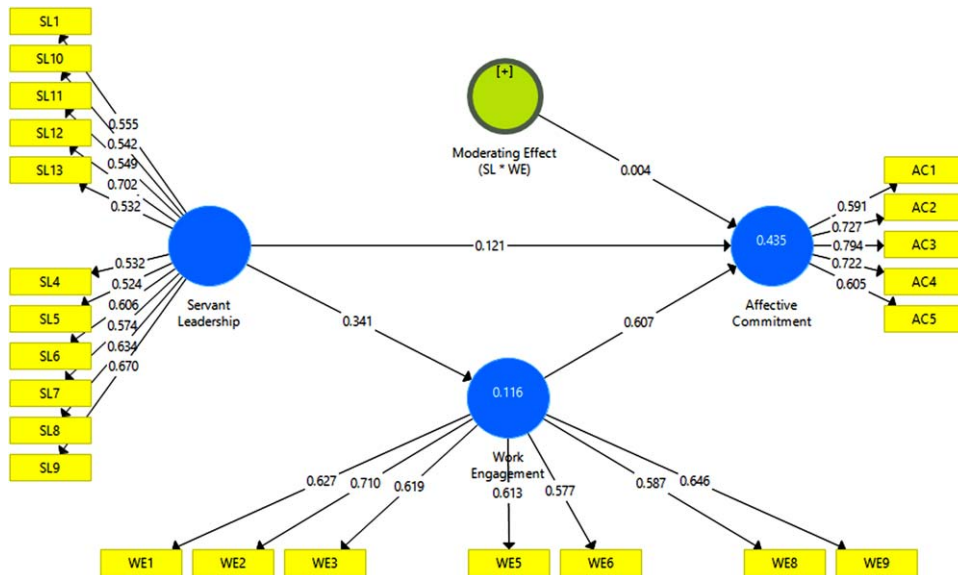 SL1
SL10
SL11
SL12
SL13
0.555
0.542
0.549
0.702
0.532
SL4
SL5
SL6
SL7
SL8
SL9
0.532
0.524
0.606
0.574
0.634
0.670
Servant
Leadership
[+]
Moderating Effect
(SL * WE)
0.004
0.121
0.341
0.607
0.435
Affective
Commitment
AC1
AC2
AC3
AC4
AC5
0.591
0.727
0.794
0.722
0.605
0.116
Work
Engagement
0.627
0.710
0.619
0.613
0.577
0.587
0.646
WE1
WE2
WE3
WE5
WE6
WE8
WE9